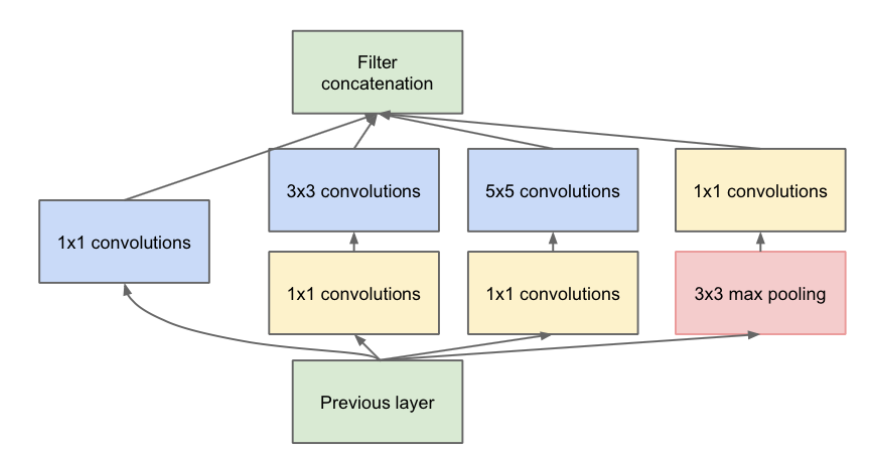 Filter
concatenation
3x3 convolutions
5x5 convolutions
1x1 convolutions
1x1 convolutions
1x1 convolutions
1x1 convolutions
3x3 max pooling
Previous layer